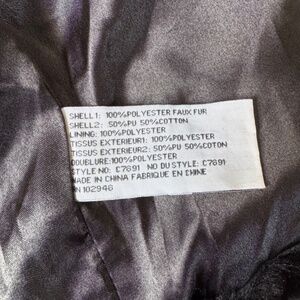 SHELL1: 100%POLYESTER FAUX FUR
SHELL2: 50%PU 50%COTTON
LINING: 100%POLYESTER
TISSUS EXTERIEUR1: 100%POLYESTER
TISSUS EXTERIEUR2: 50%PU 50%COTON
DOUBLURE:100%POLYESTER
STYLE NO: C7891 NO DU STYLE: C7891
MADE IN CHINA FABRIQUE EN CHINE
RN 102946